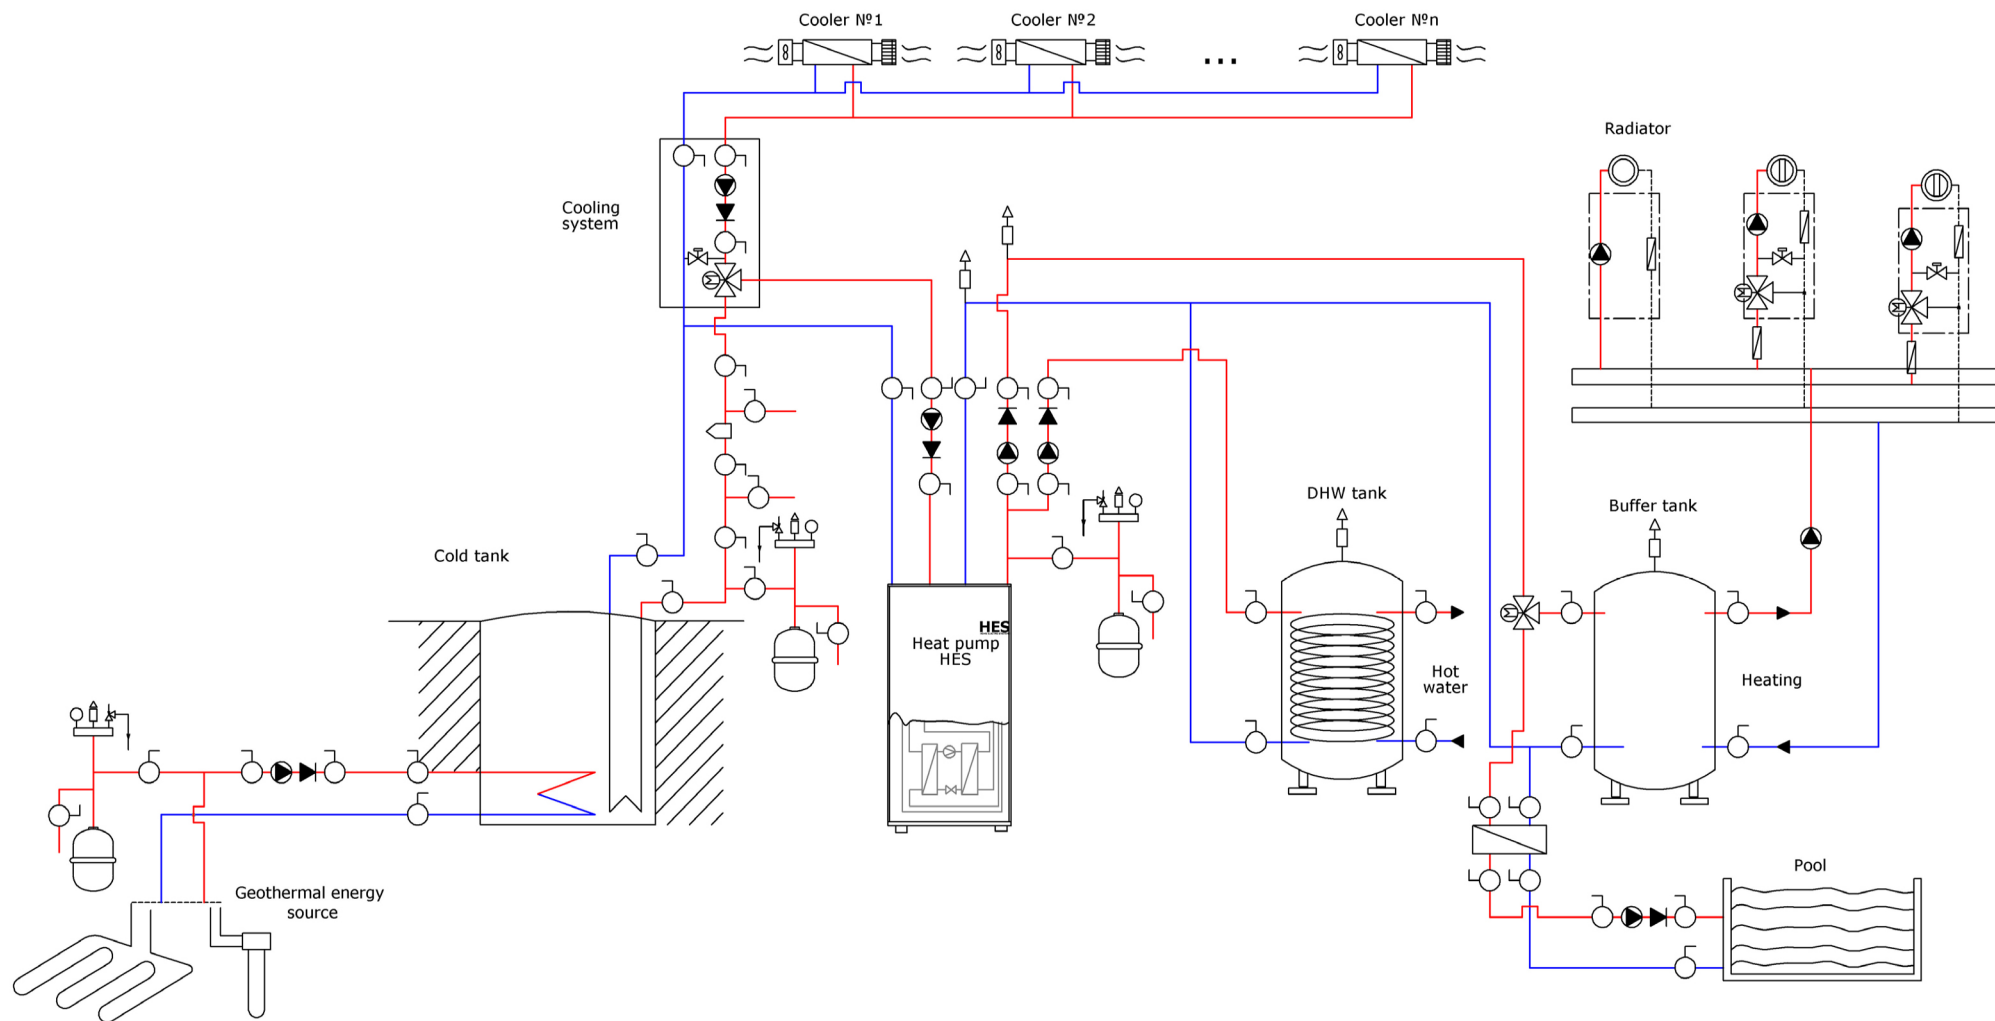 Cooler №1
Cooler №2
...
Cooler №n
Radiator
Cooling
system
DHW tank
Buffer tank
Cold tank
HES
Heat pump
HES
Hot
water
Heating
Pool
Geothermal energy
source